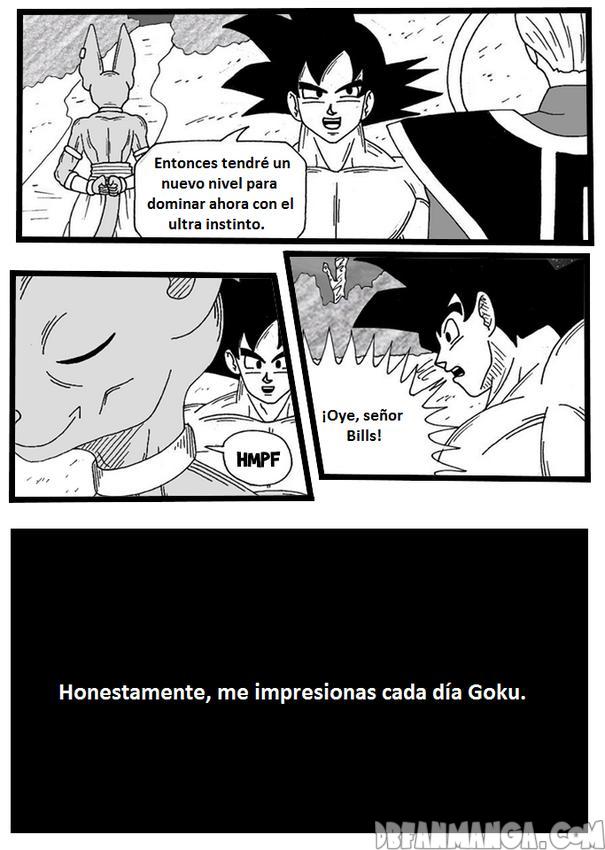 Entonces tendré un
nuevo nivel para
dominar ahora con el
ultra instinto.
HMPF
¡Oye, señor
Bills!
Honestamente, me impresionas cada día Goku.
DBFANMANGA.COM